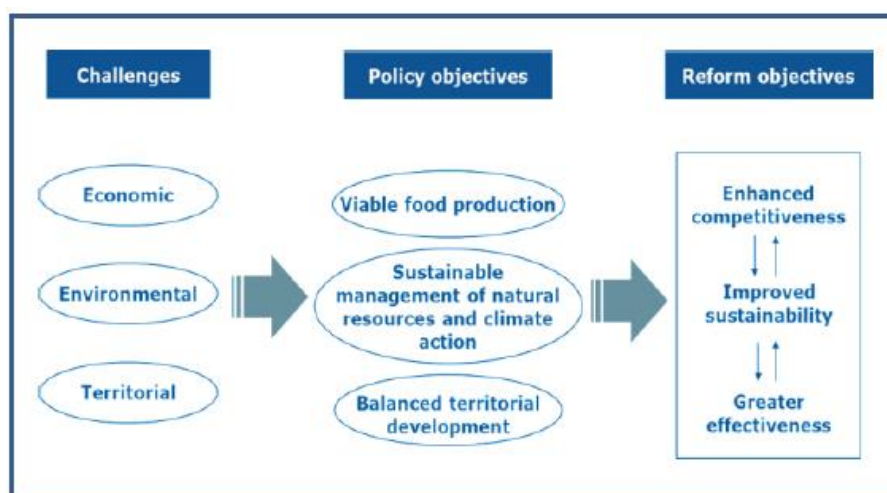 Challenges
Policy objectives
Reform objectives
Economic
Environmental
Territorial
Viable food production
Sustainable
management of natural
resources and climate
action
Balanced territorial
development
Enhanced
competitiveness
Improved
sustainability
Greater
effectiveness